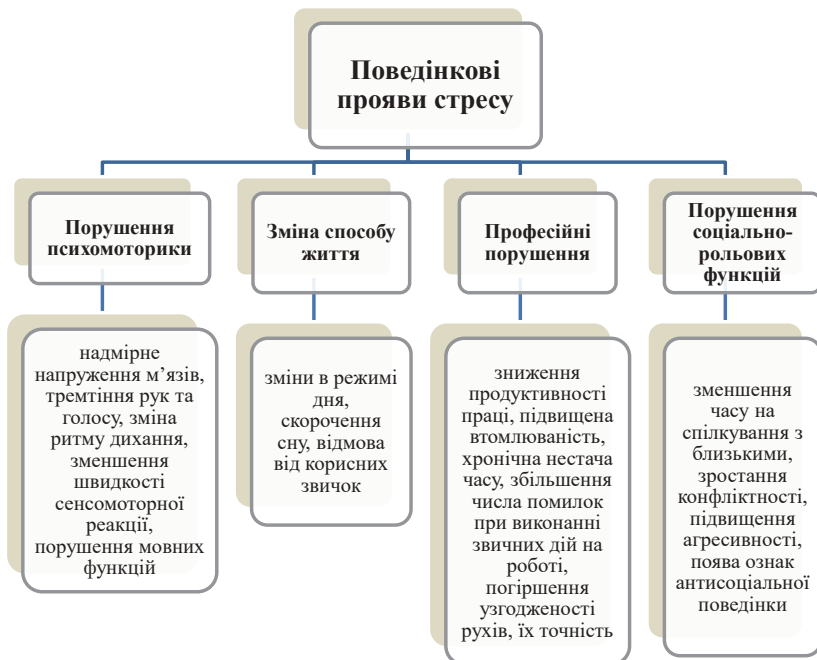 Поведінкові
прояви стресу
Порушення
психомоторики
надмірне
напруження м’язів,
тремтіння рук та
голосу, зміна
ритму дихання,
зменшення
швидкості
сенсомоторної
реакції,
порушення мовних
функцій
Зміна способу
життя
зміни в режимі
дня,
скорочення
сну, відмова
від корисних
звичок
Професійні
порушення
зниження
продуктивності
праці, підвищена
втомлюваність,
хронічна нестача
часу, збільшення
числа помилок
при виконанні
звичних дій на
роботі,
погіршення
узгодженості
рухів, їх точність
Порушення
соціально-
рольових
функцій
зменшення
часу на
спілкування з
близькими,
зростання
конфліктності,
підвищення
агресивності,
поява ознак
антисоціальної
поведінки